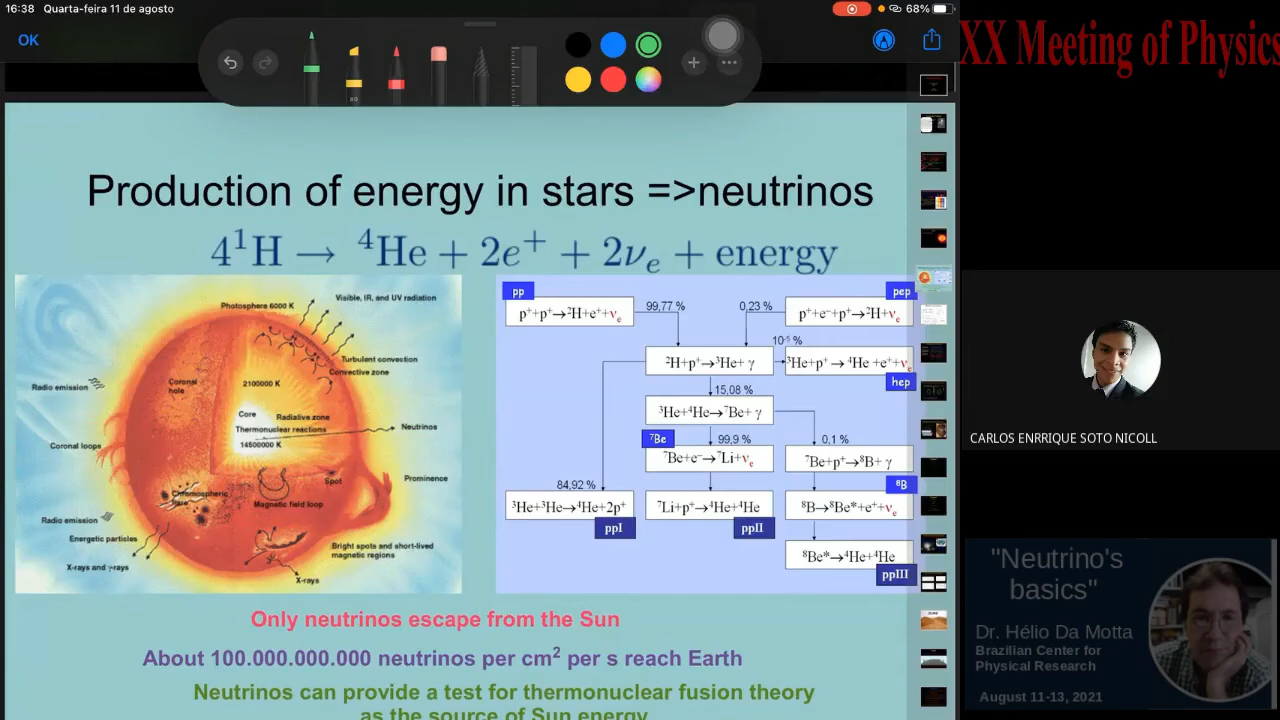 16:38 Quarta-feira 11 de agosto
68%
OK
XX Meeting of Physics
Production of energy in stars =>neutrinos
4¹H → ⁴He + 2e⁺ + 2νₑ + energy
Photosphere 6000 K
Visible, IR, and UV radiation
Turbulent convection
Convective zone
Radio emission
Coronal
hole
2100000 K
Core
Radiative zone
Thermonuclear reactions
14500000 K
Neutrinos
Coronal loops
Spot
Prominence
Chromospheric
flare
Magnetic field loop
Radio emission
Energetic particles
Bright spots and short-lived
magnetic regions
X-rays and γ-rays
X-rays
pp
p⁺+p⁺→²H+e⁺+νₑ
99,77 %
0,23 %
pep
p⁺+e⁻+p⁺→²H+νₑ
²H+p⁺→³He+ γ
10⁻⁵ %
³He+p⁺→ ⁴He +e⁺+νₑ
hep
15,08 %
³He+⁴He→⁷Be+ γ
⁷Be
99,9 %
0,1 %
⁷Be+e⁻→⁷Li+νₑ
⁷Be+p⁺→⁸B+ γ
⁸B
84,92 %
³He+³He→⁴He+2p⁺
⁷Li+p⁺→⁴He+⁴He
⁸B→⁸Be*+e⁺+νₑ
ppI
ppII
⁸Be*→⁴He+⁴He
ppIII
Only neutrinos escape from the Sun
About 100.000.000.000 neutrinos per cm² per s reach Earth
Neutrinos can provide a test for thermonuclear fusion theory
as the source of Sun energy
CARLOS ENRRIQUE SOTO NICOLL
"Neutrino's
basics"
Dr. Hélio Da Motta
Brazilian Center for
Physical Research
August 11-13, 2021